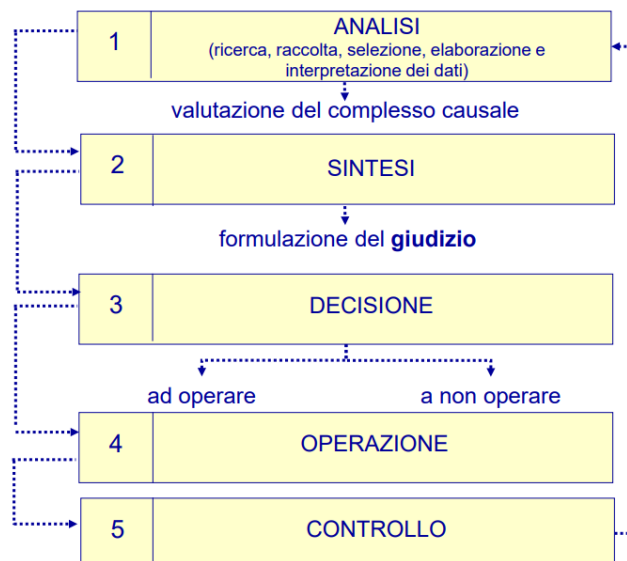 1
ANALISI
(ricerca, raccolta, selezione, elaborazione e
interpretazione dei dati)
valutazione del complesso causale
2
SINTESI
formulazione del giudizio
3
DECISIONE
ad operare
a non operare
4
OPERAZIONE
5
CONTROLLO